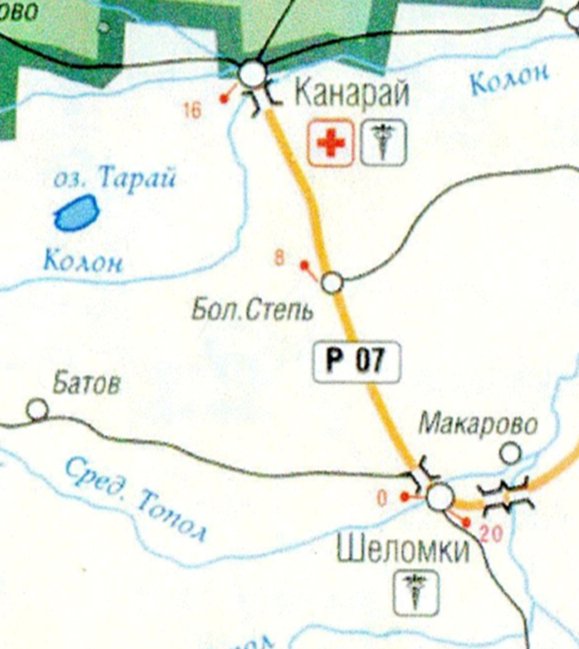 ово
Колон
Канарай
16
оз. Тарай
Колон
8
Бол.Степь
Р 07
Батов
Макарово
Сред. Топол
0
20
Шеломки